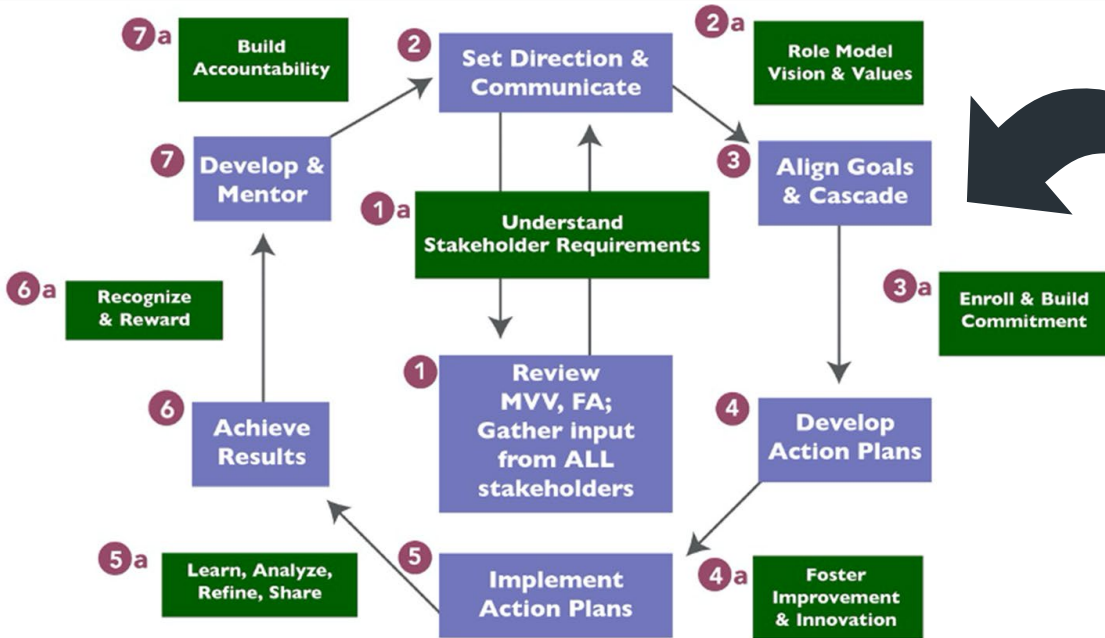 7a
Build
Accountability
2
Set Direction &
Communicate
2a
Role Model
Vision & Values
7
Develop &
Mentor
1a
Understand
Stakeholder Requirements
3
Align Goals
& Cascade
6a
Recognize
& Reward
3a
Enroll & Build
Commitment
6
Achieve
Results
1
Review
MVV, FA;
Gather input
from ALL
stakeholders
4
Develop
Action Plans
5a
Learn, Analyze,
Refine, Share
5
Implement
Action Plans
4a
Foster
Improvement
& Innovation